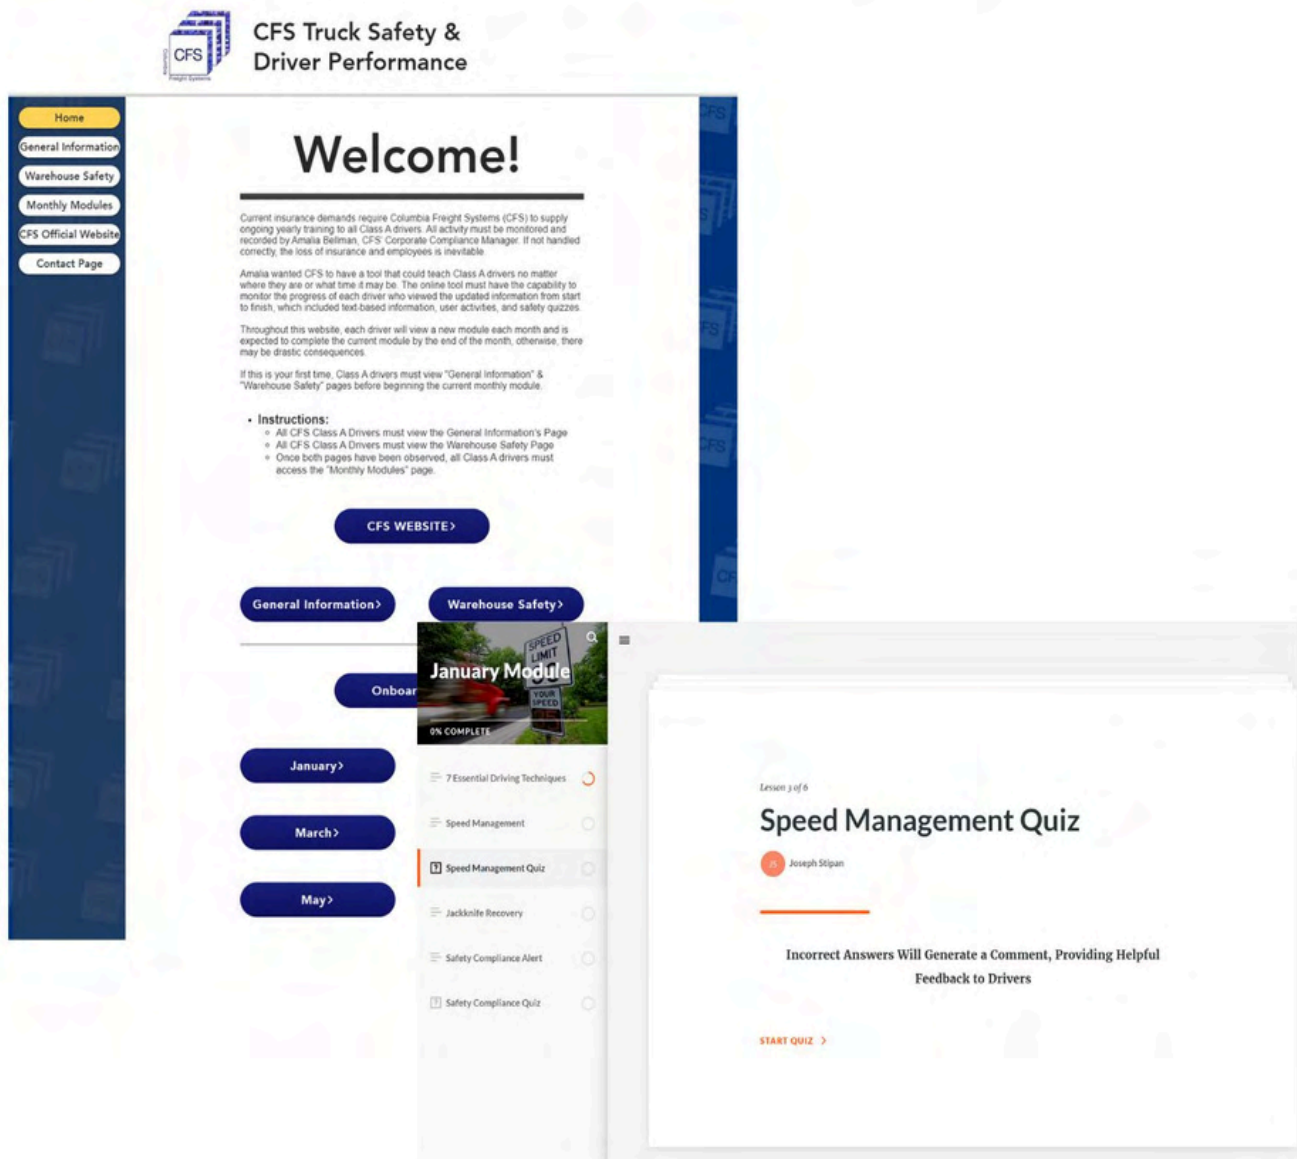 CFS
Columbia
Freight Systems
CFS Truck Safety &
Driver Performance
Home
General Information
Warehouse Safety
Monthly Modules
CFS Official Website
Contact Page
Welcome!
Current insurance demands require Columbia Freight Systems (CFS) to supply
ongoing yearly training to all Class A drivers. All activity must be monitored and
recorded by Amalia Bellman, CFS' Corporate Compliance Manager. If not handled
correctly, the loss of insurance and employees is inevitable.
Amalia wanted CFS to have a tool that could teach Class A drivers no matter
where they are or what time it may be. The online tool must have the capability to
monitor the progress of each driver who viewed the updated information from start
to finish, which included text-based information, user activities, and safety quizzes.
Throughout this website, each driver will view a new module each month and is
expected to complete the current module by the end of the month, otherwise, there
may be drastic consequences.
If this is your first time, Class A drivers must view "General Information" &
"Warehouse Safety" pages before beginning the current monthly module.
• Instructions:
All CFS Class A Drivers must view the General Information's Page
All CFS Class A Drivers must view the Warehouse Safety Page
Once both pages have been observed, all Class A drivers must
access the "Monthly Modules" page.
CFS WEBSITE>
General Information>
Warehouse Safety>
Onboar
January>
March>
May>
SPEED
LIMIT
YOUR
SPEED
January Module
0% COMPLETE
7 Essential Driving Techniques
Speed Management
Speed Management Quiz
Jackknife Recovery
Safety Compliance Alert
Safety Compliance Quiz
Lesson 3 of 6
Speed Management Quiz
JS Joseph Stipan
Incorrect Answers Will Generate a Comment, Providing Helpful
Feedback to Drivers
START QUIZ >